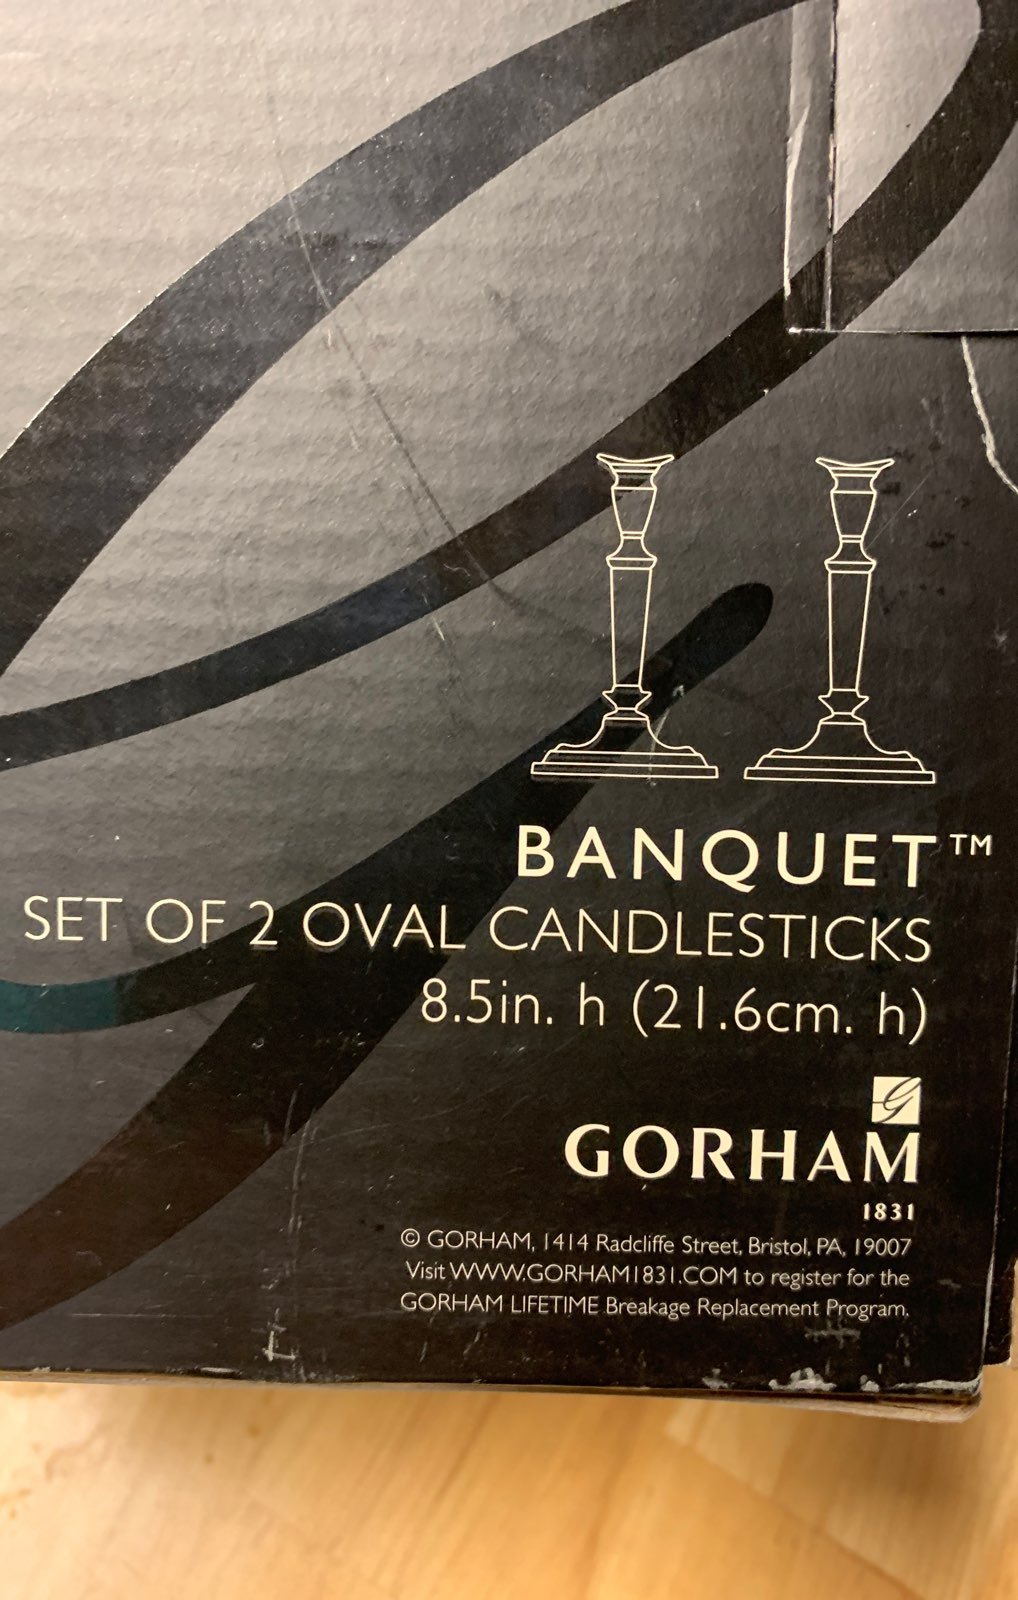 BANQUET™
SET OF 2 OVAL CANDLESTICKS
8.5in. h (21.6cm. h)
G
GORHAM
1831
© GORHAM, 1414 Radcliffe Street, Bristol, PA, 19007
Visit WWW.GORHAM1831.COM to register for the
GORHAM LIFETIME Breakage Replacement Program.